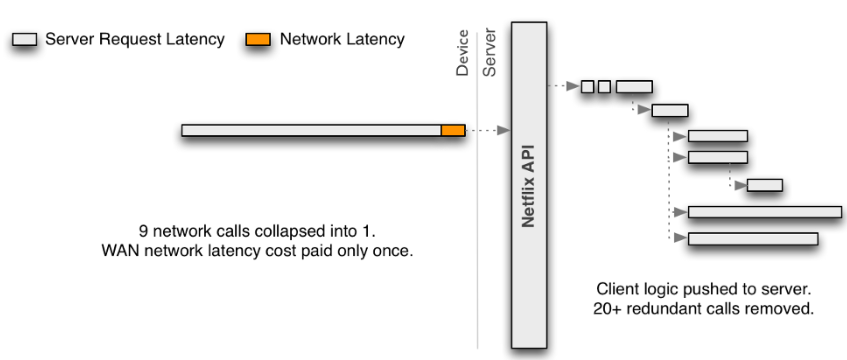 Server Request Latency
Network Latency
Device
Server
Netflix API
9 network calls collapsed into 1.
WAN network latency cost paid only once.
Client logic pushed to server.
20+ redundant calls removed.